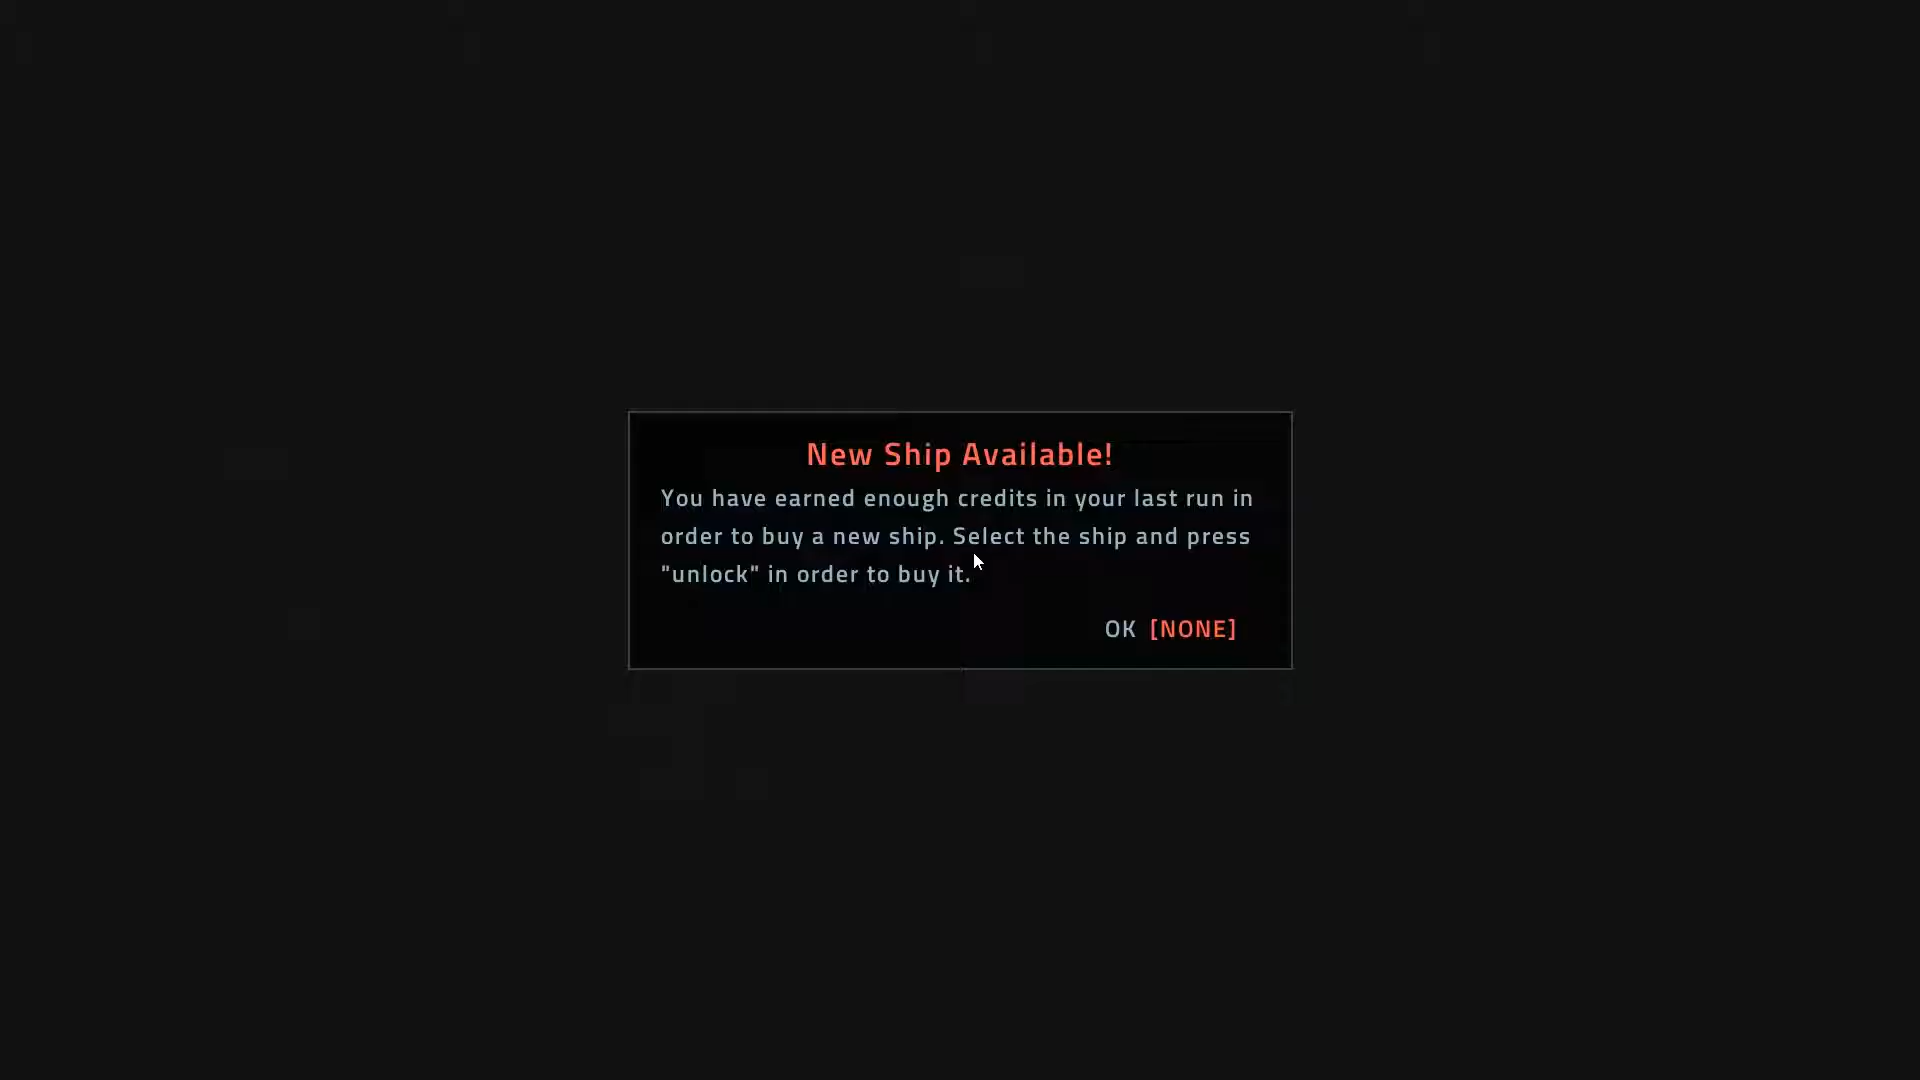 New Ship Available!
You have earned enough credits in your last run in
order to buy a new ship. Select the ship and press
"unlock" in order to buy it.
OK [NONE]